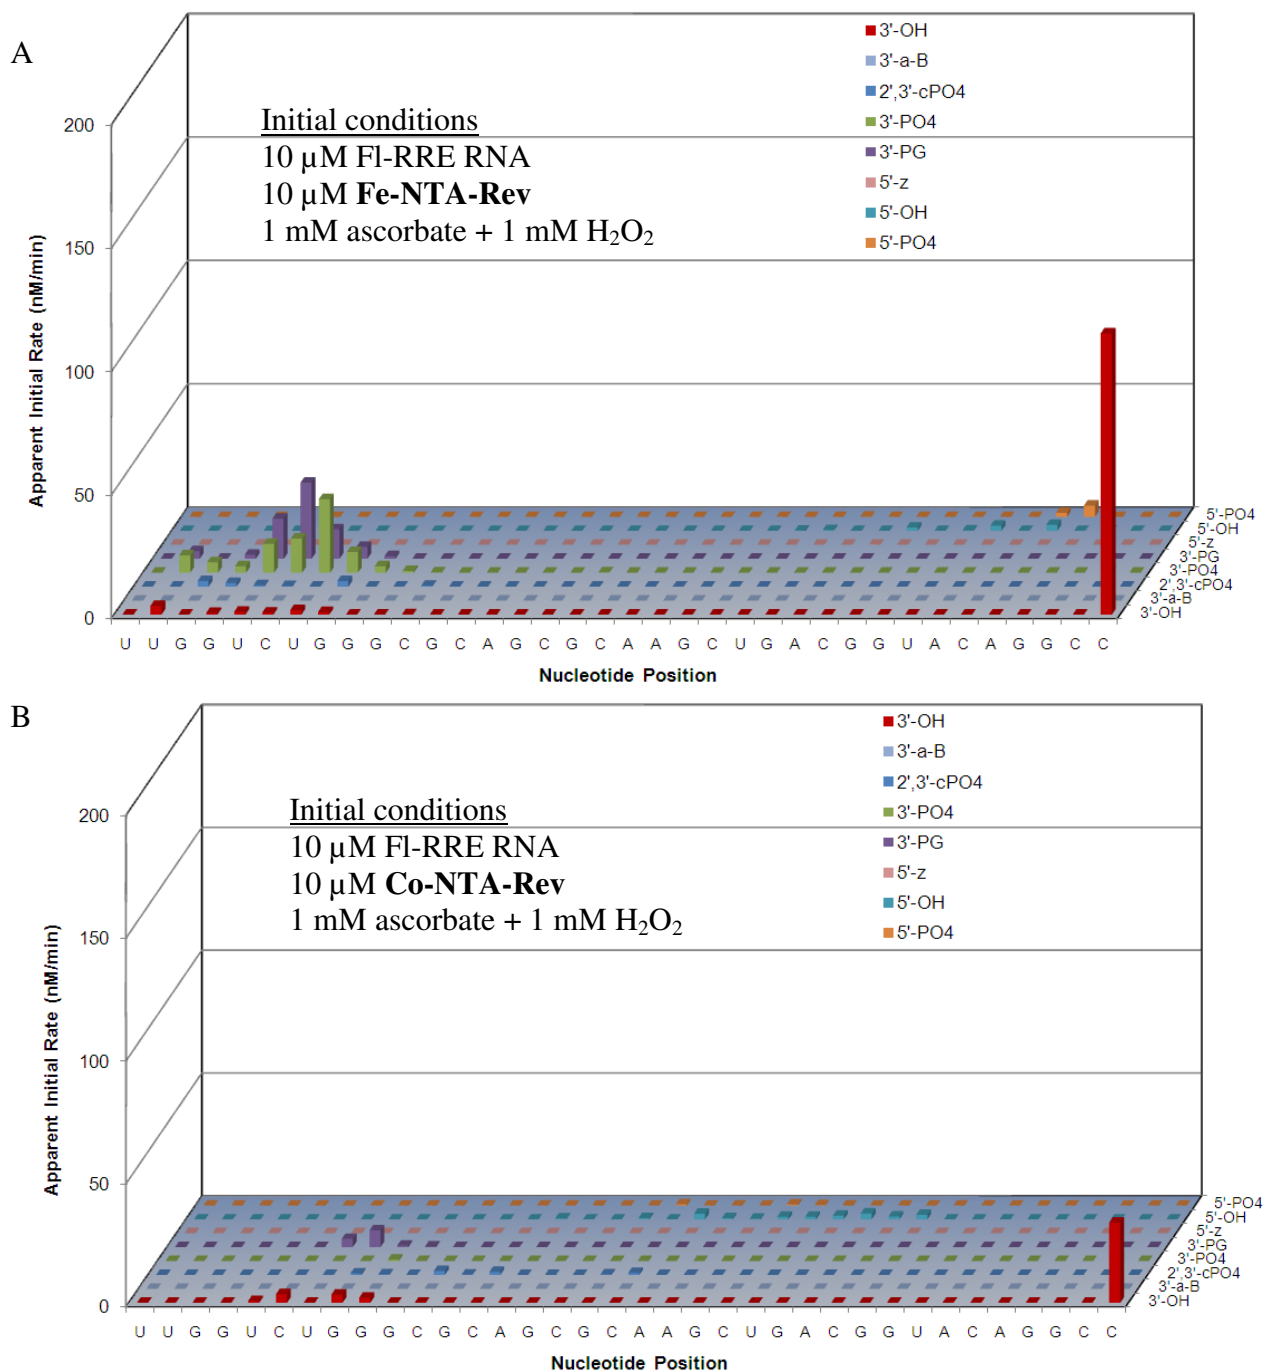 A
3'-OH
3'-a-B
2',3'-cPO4
3'-PO4
3'-PG
5'-z
5'-OH
5'-PO4
Initial conditions
10 µM Fl-RRE RNA
10 µM Fe-NTA-Rev
1 mM ascorbate + 1 mM H₂O₂
Apparent Initial Rate (nM/min)
200
150
100
50
0
5'-PO4
5'-OH
5'-z
3'-PG
3'-PO4
2',3'-cPO4
3'-a-B
3'-OH
U U G G U C U G G G C G C A G C G C A A G C U G A C G G U A C A G G C C
Nucleotide Position
B
3'-OH
3'-a-B
2',3'-cPO4
3'-PO4
3'-PG
5'-z
5'-OH
5'-PO4
Initial conditions
10 µM Fl-RRE RNA
10 µM Co-NTA-Rev
1 mM ascorbate + 1 mM H₂O₂
Apparent Initial Rate (nM/min)
200
150
100
50
0
5'-PO4
5'-OH
5'-z
3'-PG
3'-PO4
2',3'-cPO4
3'-a-B
3'-OH
U U G G U C U G G G C G C A G C G C A A G C U G A C G G U A C A G G C C
Nucleotide Position